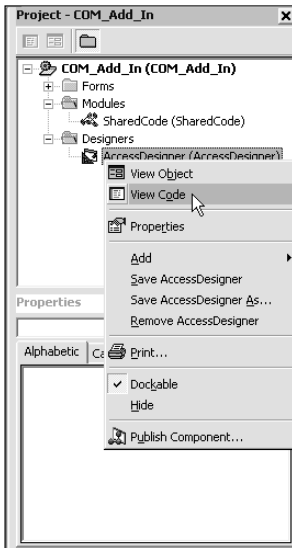 Project - COM_Add_In
COM_Add_In (COM_Add_In)
Forms
Modules
SharedCode (SharedCode)
Designers
AccessDesigner (AccessDesigner)
View Object
View Code
Properties
Add
Save AccessDesigner
Save AccessDesigner As...
Remove AccessDesigner
Properties
Alphabetic Ca
Print...
Dockable
Hide
Publish Component...